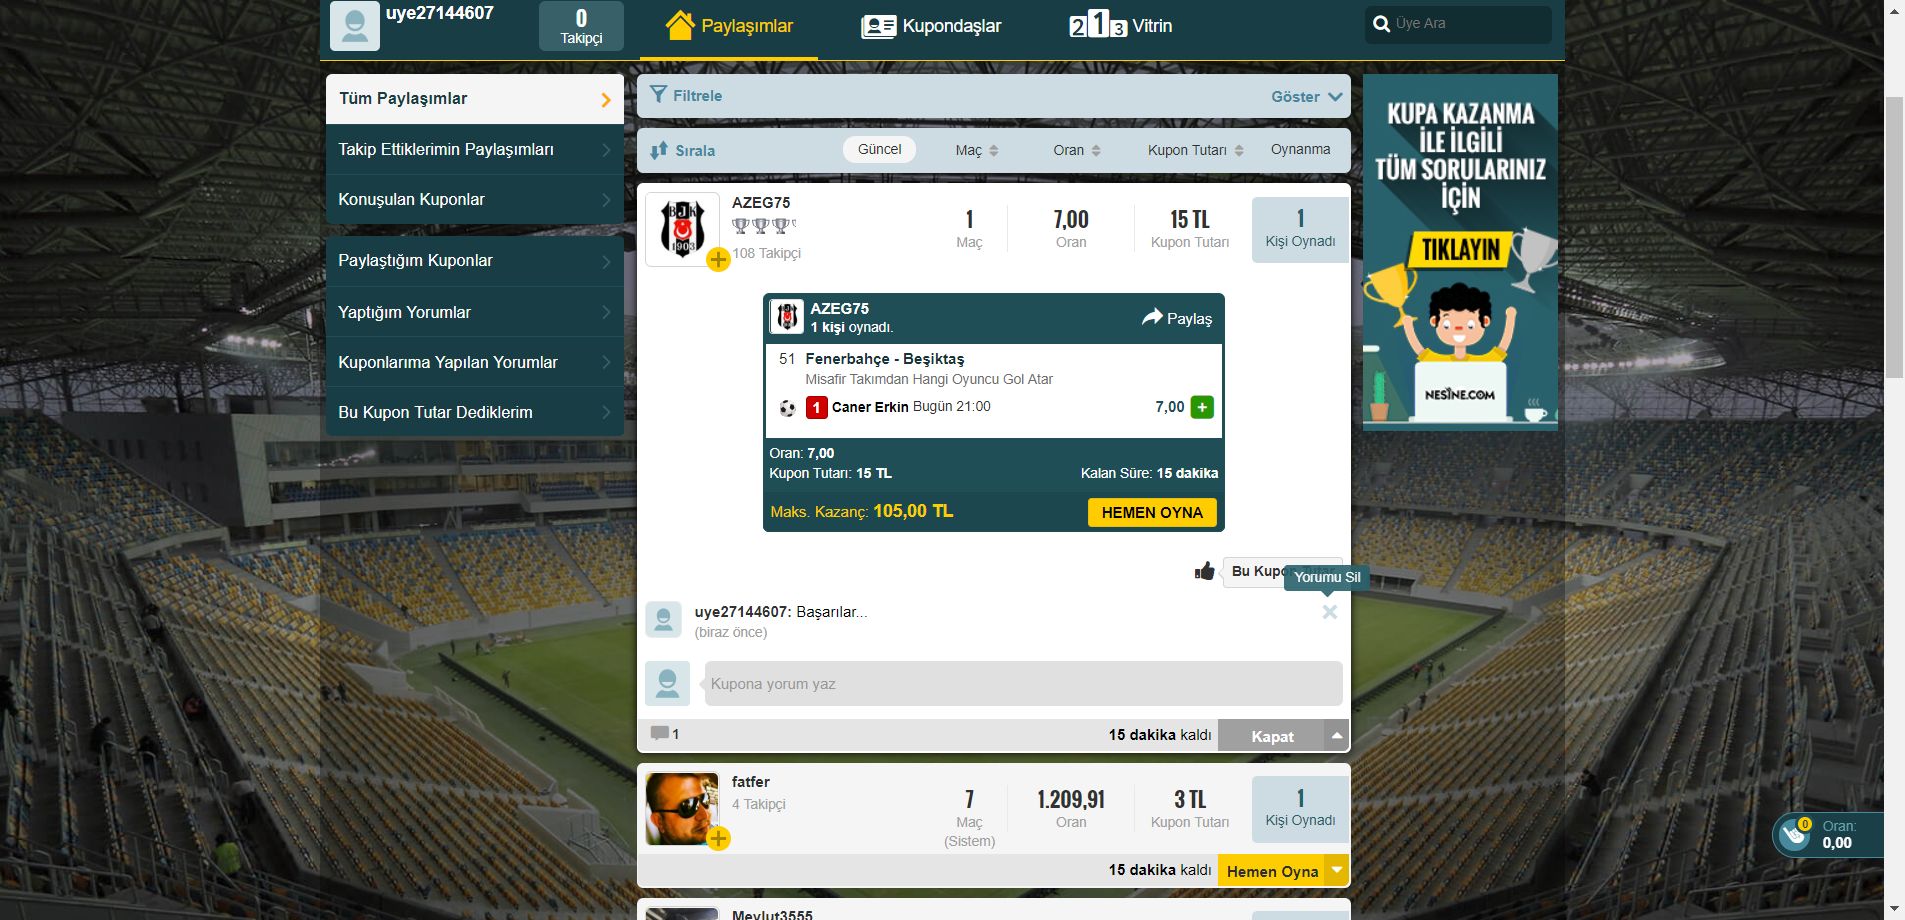 uye27144607
0
Takipçi
Paylaşımlar
Kupondaşlar
2 1 3 Vitrin
Üye Ara
Tüm Paylaşımlar
Takip Ettiklerimin Paylaşımları
Konuşulan Kuponlar
Paylaştığım Kuponlar
Yaptığım Yorumlar
Kuponlarıma Yapılan Yorumlar
Bu Kupon Tutar Dediklerim
Filtrele
Göster
Sırala
Güncel
Maç
Oran
Kupon Tutarı
Oynanma
BJK
1903
AZEG75
108 Takipçi
1
Maç
7,00
Oran
15 TL
Kupon Tutarı
1
Kişi Oynadı
AZEG75
1 kişi oynadı.
Paylaş
51 Fenerbahçe - Beşiktaş
Misafir Takımdan Hangi Oyuncu Gol Atar
1 Caner Erkin Bugün 21:00
7,00 +
Oran: 7,00
Kupon Tutarı: 15 TL
Kalan Süre: 15 dakika
Maks. Kazanç: 105,00 TL
HEMEN OYNA
Bu Kupon
Yorumu Sil
uye27144607: Başarılar...
(biraz önce)
Kupona yorum yaz
1
15 dakika kaldı
Kapat
fatfer
4 Takipçi
7
Maç
(Sistem)
1.209,91
Oran
3 TL
Kupon Tutarı
1
Kişi Oynadı
15 dakika kaldı
Hemen Oyna
Mevlut3555
KUPA KAZANMA
İLE İLGİLİ
TÜM SORULARINIZ
İÇİN
TIKLAYIN
NESİNE.COM
0
Oran:
0,00